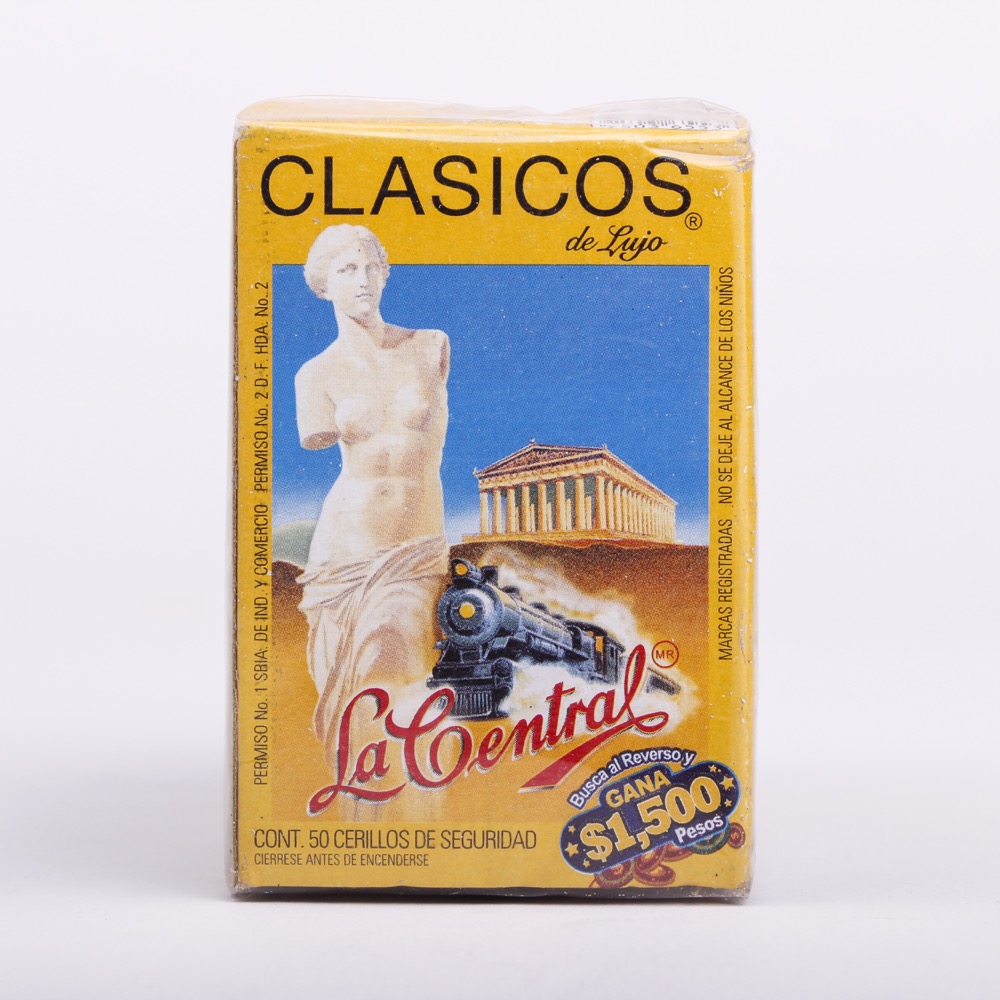 CLASICOS
®
de Lujo
PERMISO No. 1 SRIA. DE IND. Y COMERCIO PERMISO No. 2 D. F. HDA. No. 2
NO SE DEJE AL ALCANCE DE LOS NIÑOS
MARCAS REGISTRADAS
La Central
MR
Busca al Reverso y
GANA
$1,500
Pesos
CONT. 50 CERILLOS DE SEGURIDAD
CIERRESE ANTES DE ENCENDERSE